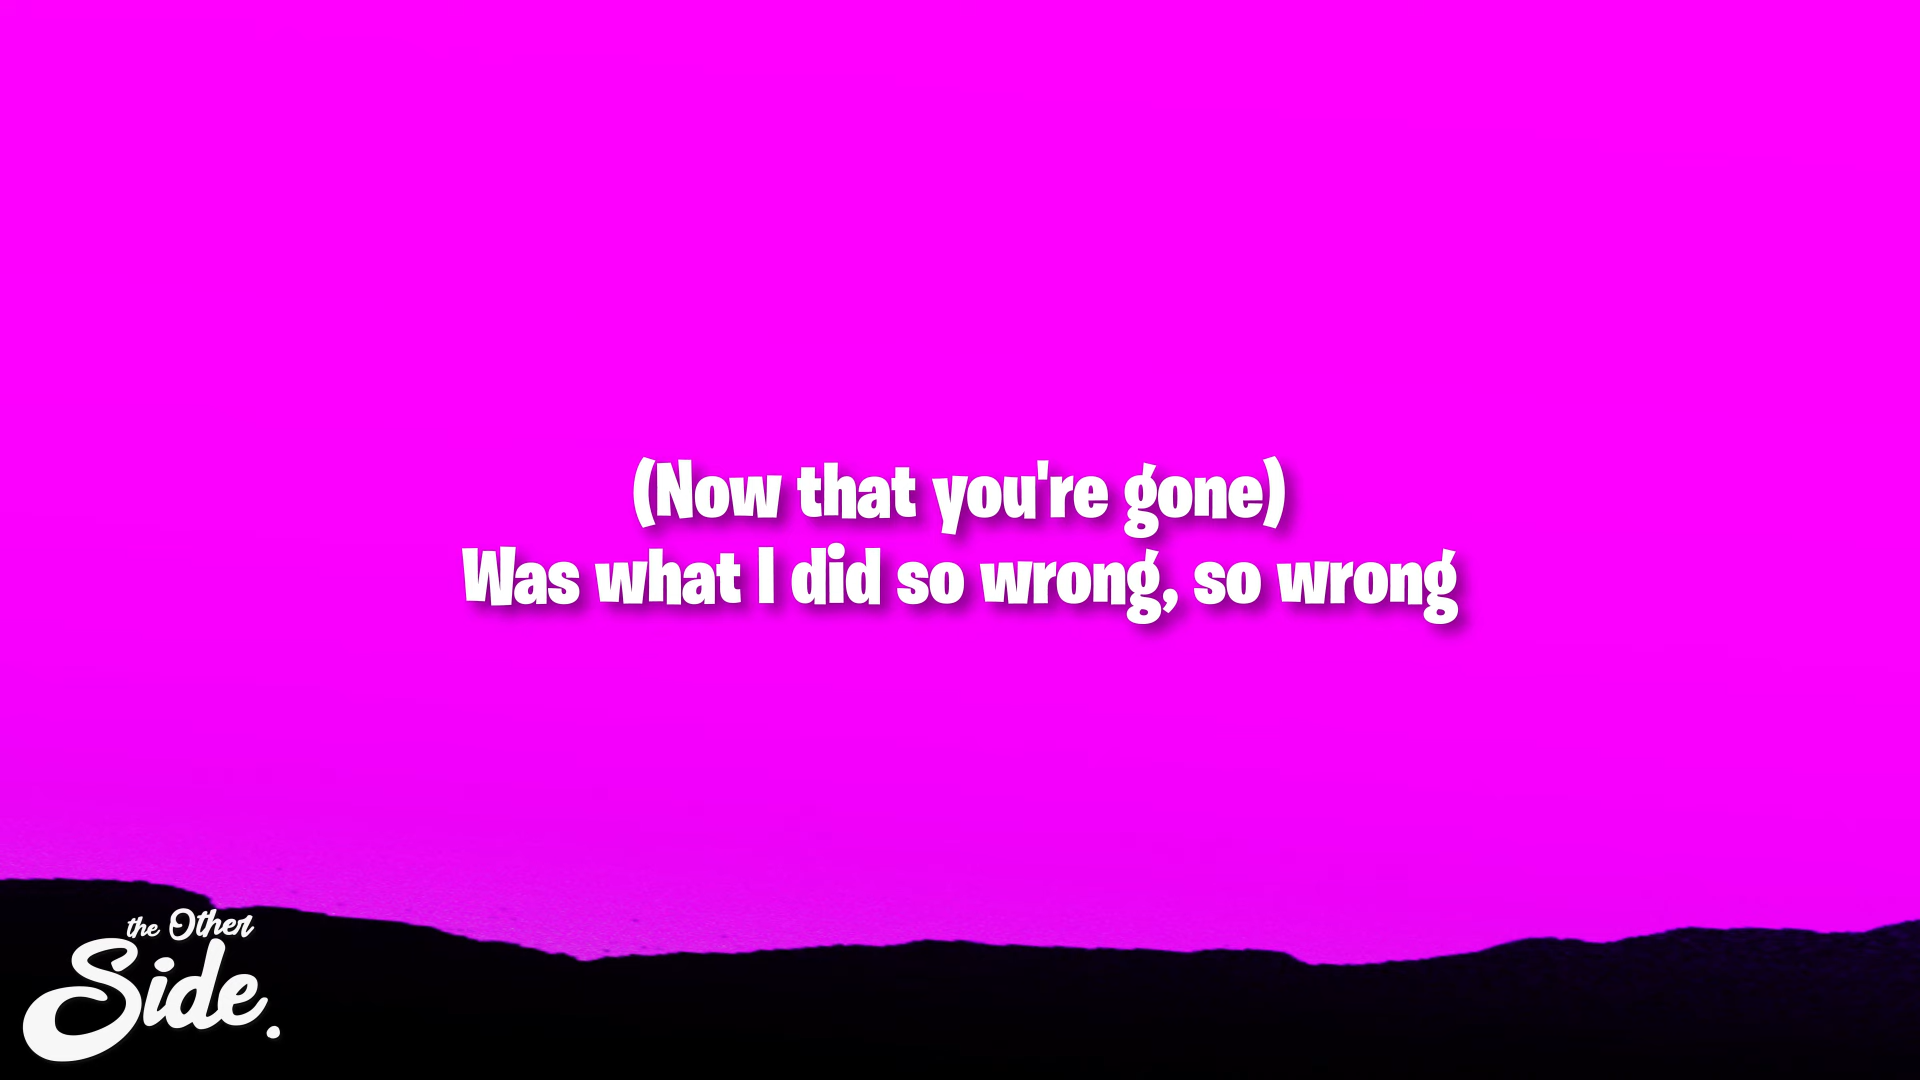 (Now that you're gone)
Was what I did so wrong, so wrong
the Other
Side.